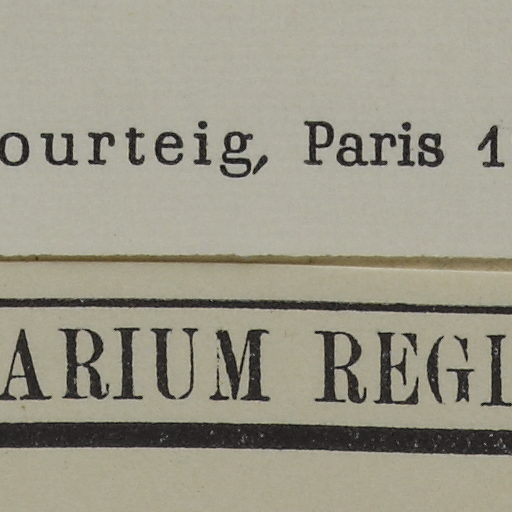 ourteig, Paris 1
ARIUM REGI